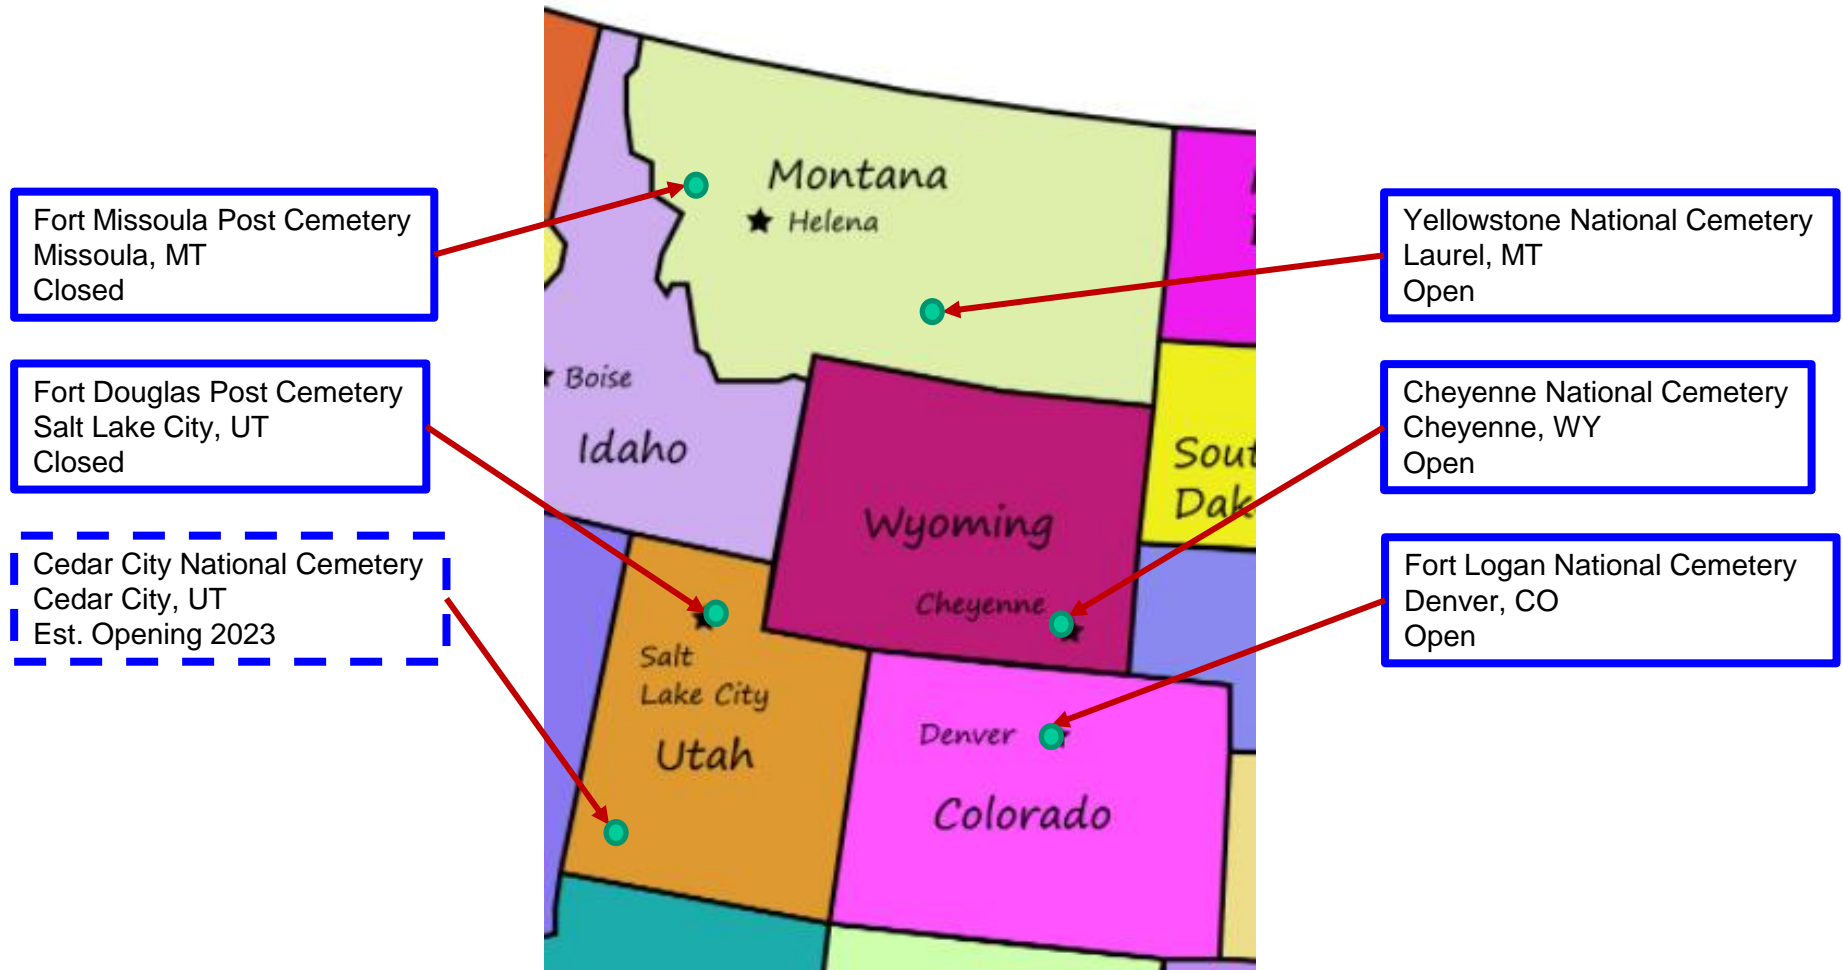 Fort Missoula Post Cemetery
Missoula, MT
Closed
Fort Douglas Post Cemetery
Salt Lake City, UT
Closed
Cedar City National Cemetery
Cedar City, UT
Est. Opening 2023
Montana
Helena
Boise
Idaho
Wyoming
Cheyenne
Salt
Lake City
Utah
Denver
Colorado
Sout
Dak
Yellowstone National Cemetery
Laurel, MT
Open
Cheyenne National Cemetery
Cheyenne, WY
Open
Fort Logan National Cemetery
Denver, CO
Open